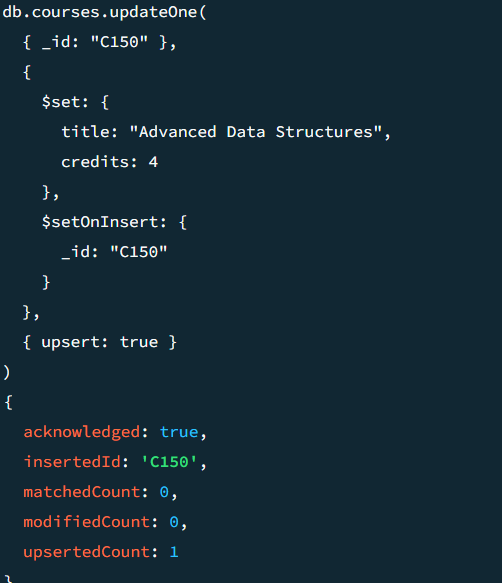 db.courses.updateOne(
  { _id: "C150" },
  {
    $set: {
      title: "Advanced Data Structures",
      credits: 4
    },
    $setOnInsert: {
      _id: "C150"
    }
  },
  { upsert: true }
)
{
  acknowledged: true,
  insertedId: 'C150',
  matchedCount: 0,
  modifiedCount: 0,
  upsertedCount: 1
}